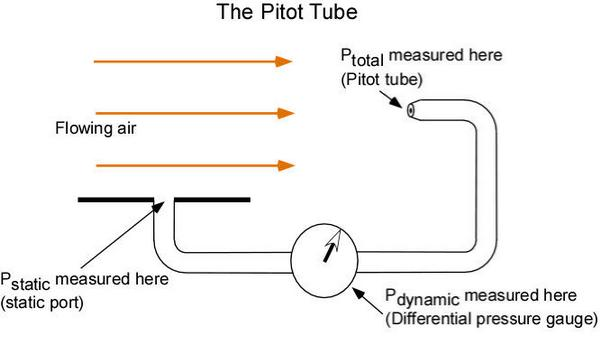 The Pitot Tube
Ptotal measured here
(Pitot tube)
Flowing air
Pstatic measured here
(static port)
Pdynamic measured here
(Differential pressure gauge)